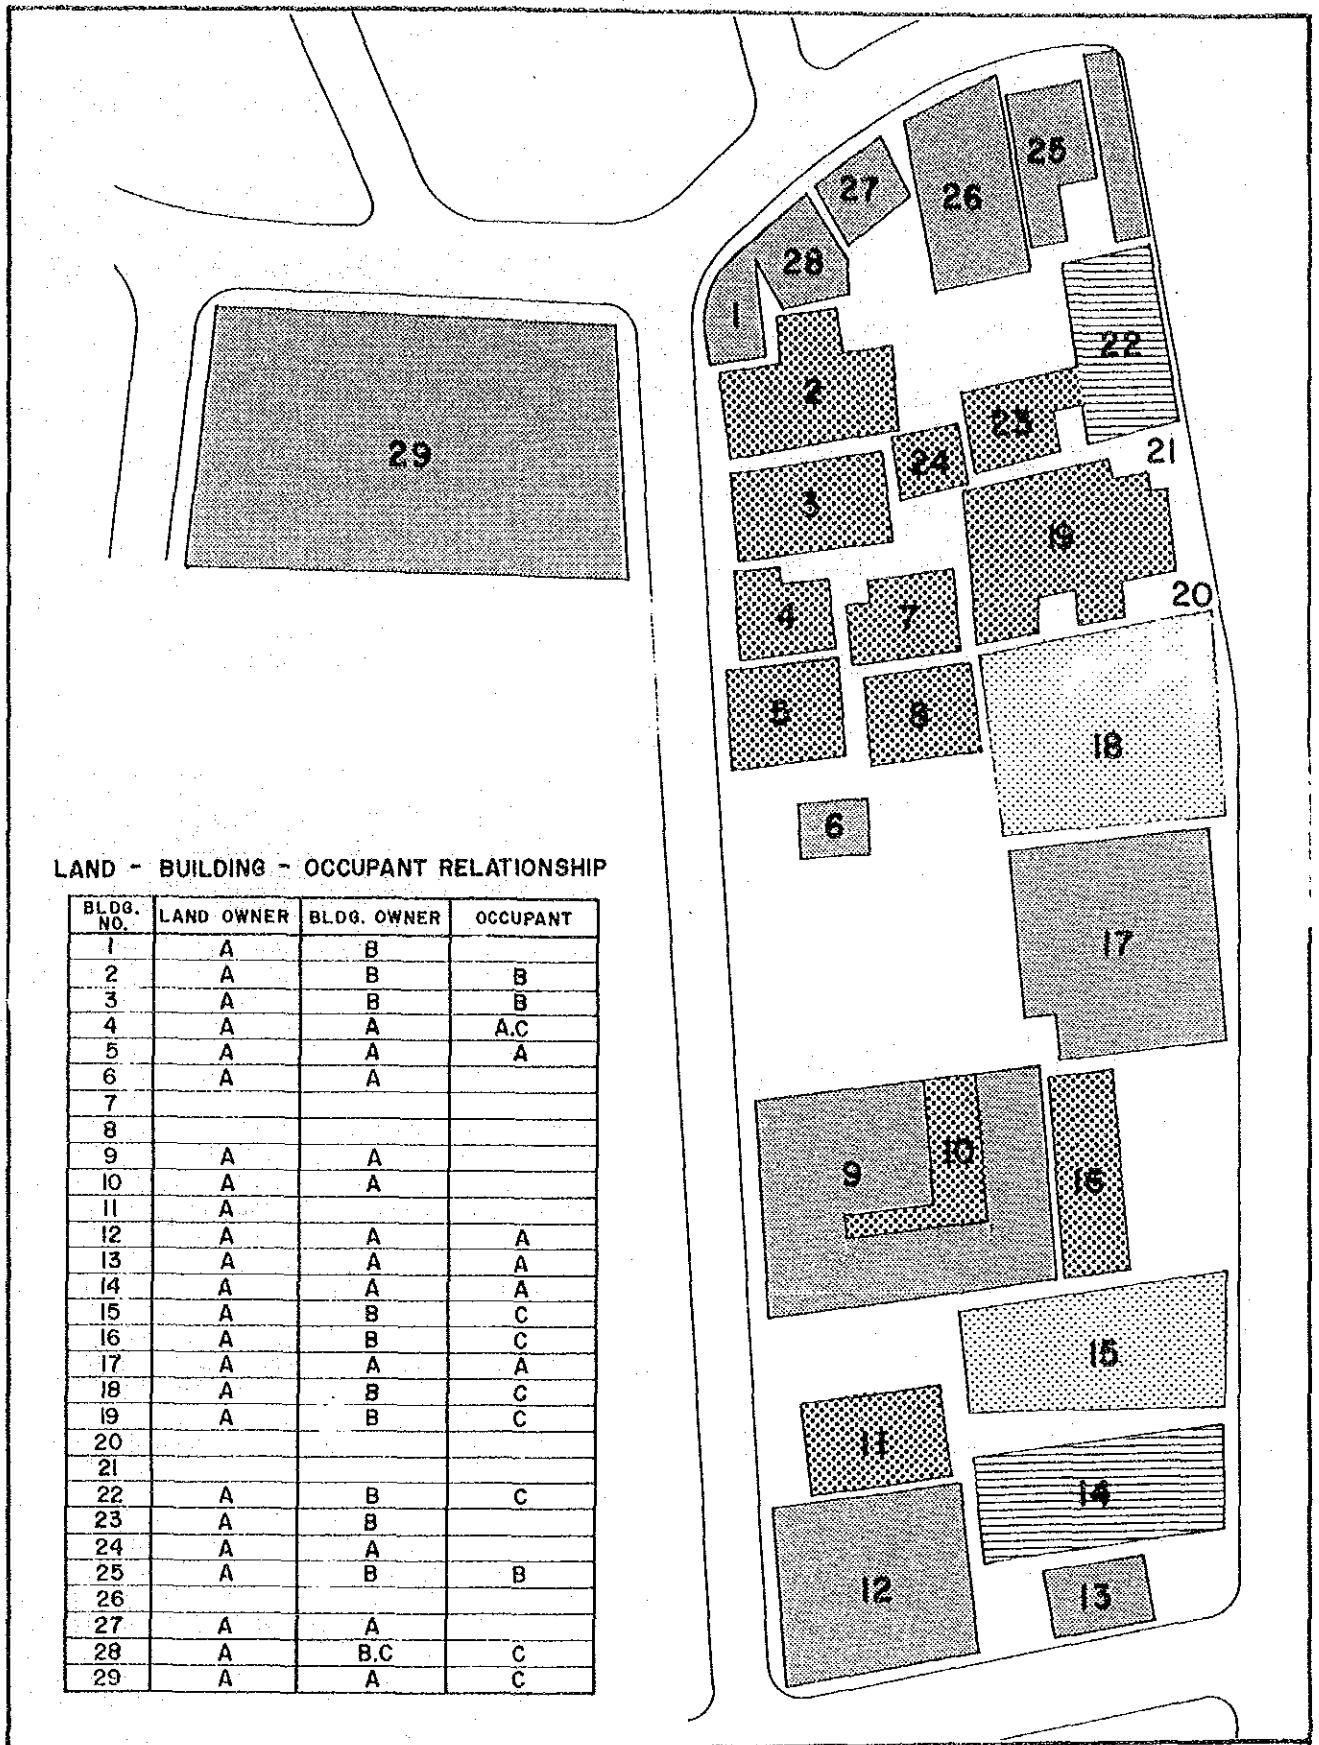 25
27
26
28
1
22
2
23
29
24
21
3
19
4
7
20
5
8
18
6
LAND - BUILDING - OCCUPANT RELATIONSHIP
BLDG. NO. LAND OWNER BLDG. OWNER OCCUPANT
1 A B
2 A B B
3 A B B
4 A A A.C
5 A A A
6 A A
7
8
9 A A
10 A A
11 A
12 A A A
13 A A A
14 A A A
15 A B C
16 A B C
17 A A A
18 A B C
19 A B C
20
21
22 A B C
23 A B
24 A A
25 A B B
26
27 A A
28 A B.C C
29 A A C
17
10
9
16
15
11
14
12
13